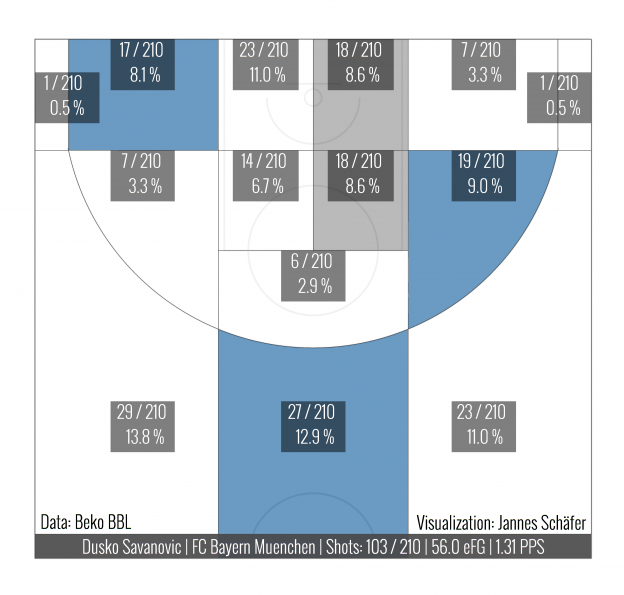 17 / 210
8.1 %
23 / 210
11.0 %
18 / 210
8.6 %
7 / 210
3.3 %
1 / 210
0.5 %
1 / 210
0.5 %
7 / 210
3.3 %
14 / 210
6.7 %
18 / 210
8.6 %
19 / 210
9.0 %
6 / 210
2.9 %
29 / 210
13.8 %
27 / 210
12.9 %
23 / 210
11.0 %
Data: Beko BBL
Visualization: Jannes Schäfer
Dusko Savanovic | FC Bayern Muenchen | Shots: 103 / 210 | 56.0 eFG | 1.31 PPS